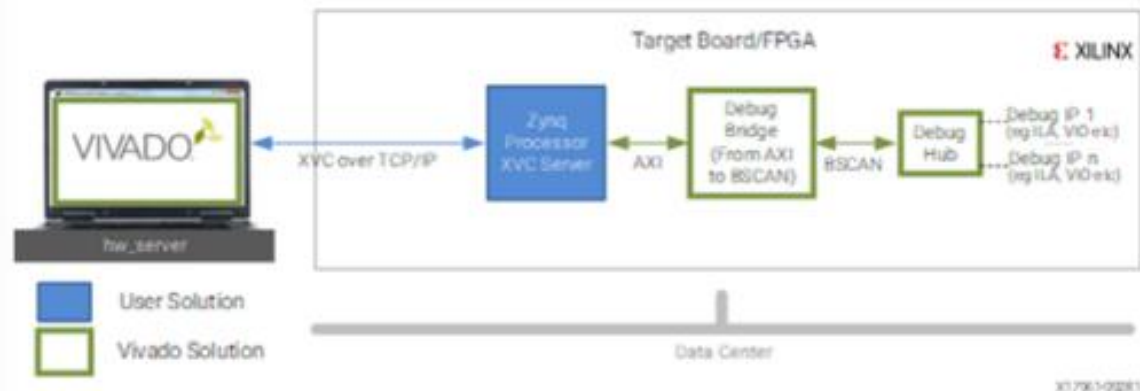 Target Board/FPGA
XILINX
VIVADO
hw_server
XVC over TCP/IP
Zynq
Processor
XVC Server
AXI
Debug
Bridge
(From AXI
to BSCAN)
BSCAN
Debug
Hub
Debug IP 1
(eg ILA, VIO etc)
Debug IP n
(eg ILA, VIO etc)
User Solution
Vivado Solution
Data Center